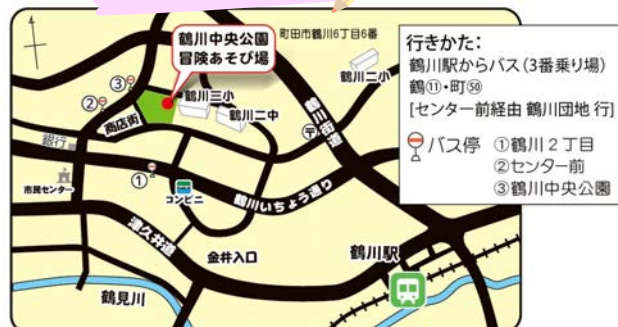 町田市鶴川6丁目6番
鶴川中央公園
冒険あそび場
鶴川三小
鶴川二中
鶴川二小
③
②
商店街
銀行
①
市民センター
コンビニ
鶴川いちょう通り
鶴川街道
津久井道
金井入口
鶴川駅
鶴見川
行きかた：
鶴川駅からバス（3番乗り場）
鶴⑪・町㊿
[センター前経由 鶴川団地 行]
バス停 ①鶴川２丁目
②センター前
③鶴川中央公園